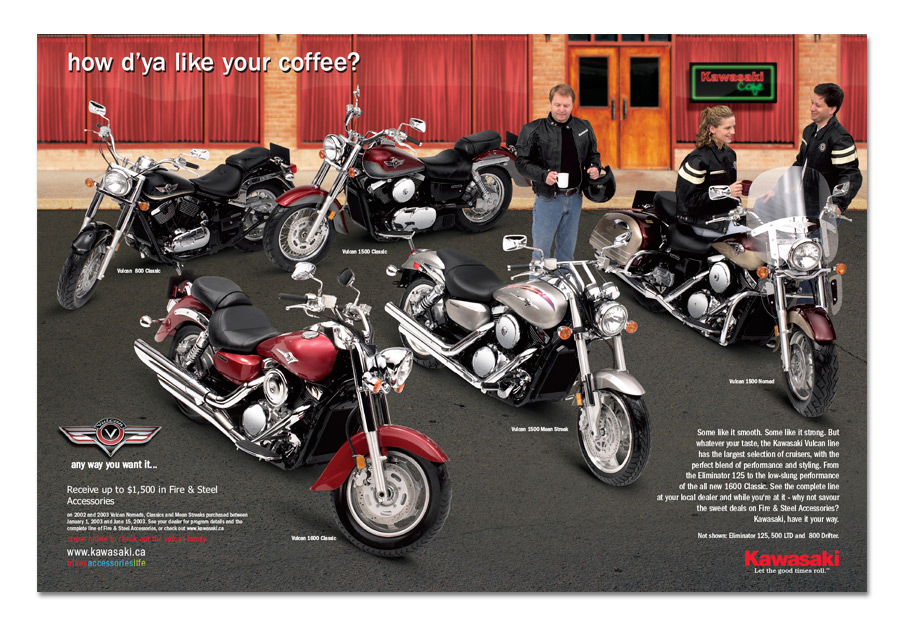 how d'ya like your coffee?
Kawasaki
Cafe
Vulcan 800 Classic
Vulcan 1500 Classic
Vulcan 1500 Nomad
Vulcan 1500 Mean Streak
Vulcan 1600 Classic
V
any way you want it...
Receive up to $1,500 in Fire & Steel
Accessories
on 2002 and 2003 Vulcan Nomads, Classics and Mean Streaks purchased between
January 1, 2003 and June 15, 2003. See your dealer for program details and the
complete line of Fire & Steel Accessories, or check out www.kawasaki.ca
www.kawasaki.ca
bikesaccessorieslife
Some like it smooth. Some like it strong. But
whatever your taste, the Kawasaki Vulcan line
has the largest selection of cruisers, with the
perfect blend of performance and styling. From
the Eliminator 125 to the low-slung performance
of the all new 1600 Classic. See the complete line
at your local dealer and while you're at it - why not savour
the sweet deals on Fire & Steel Accessories?
Kawasaki, have it your way.
Not shown: Eliminator 125, 500 LTD and 800 Drifter.
Kawasaki
Let the good times roll.™